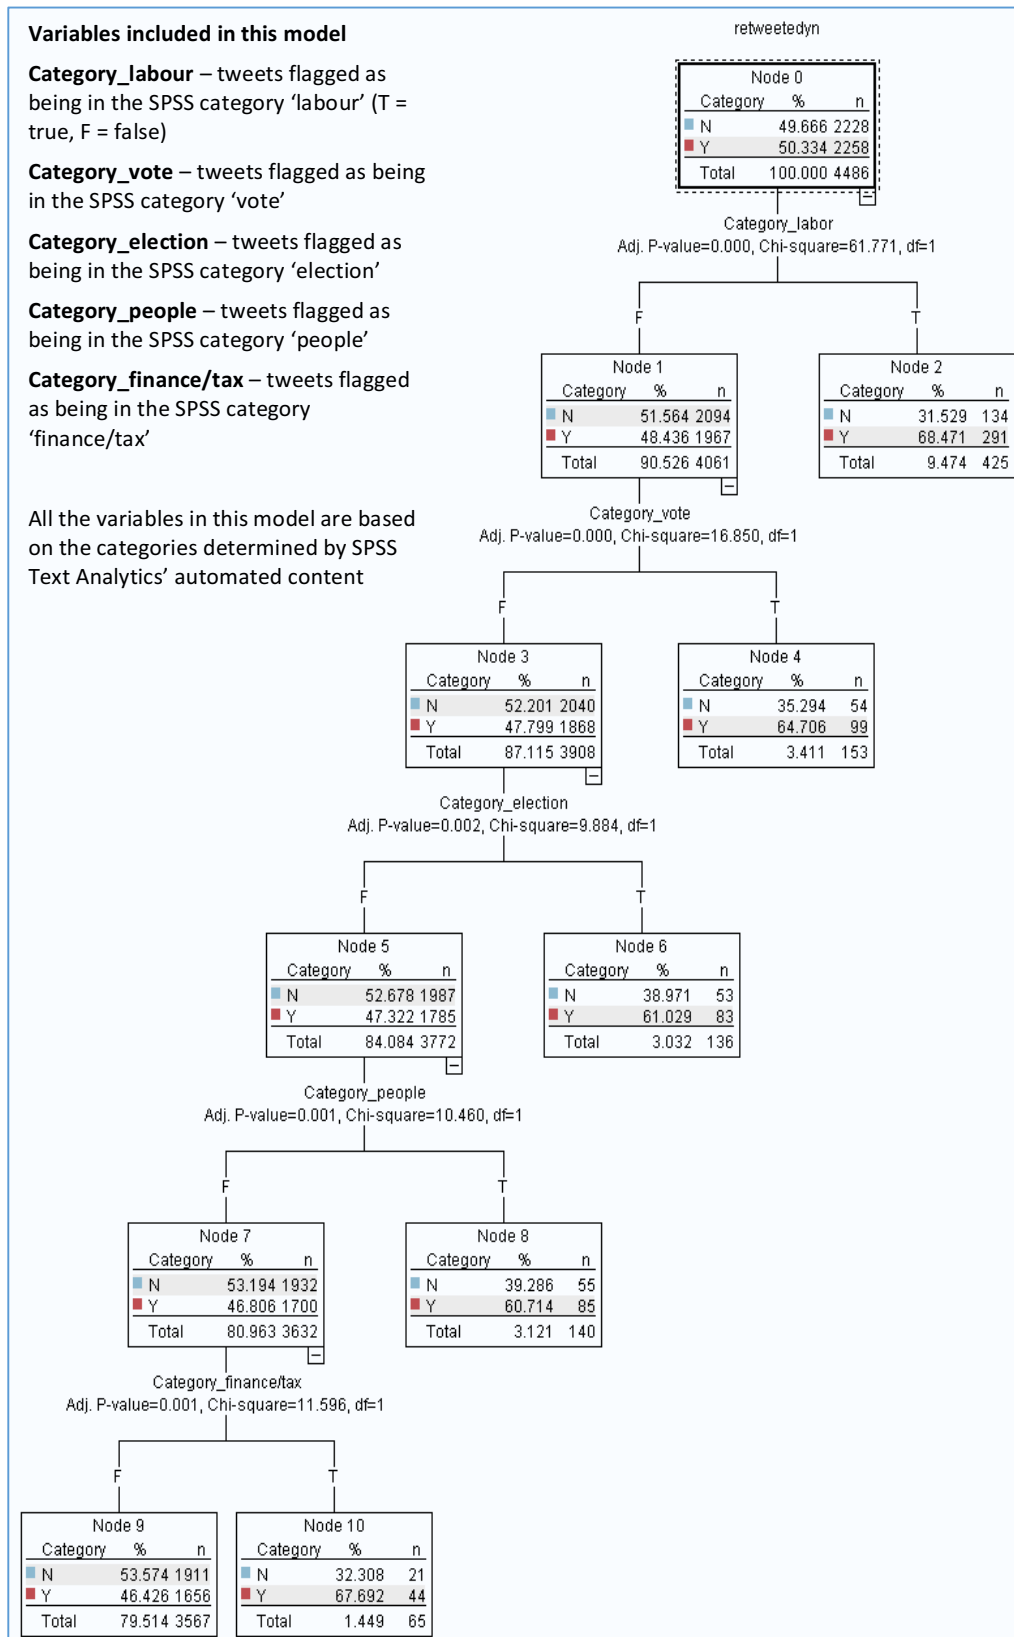 Variables included in this model
Category_labour – tweets flagged as
being in the SPSS category ‘labour’ (T =
true, F = false)
Category_vote – tweets flagged as being
in the SPSS category ‘vote’
Category_election – tweets flagged as
being in the SPSS category ‘election’
Category_people – tweets flagged as
being in the SPSS category ‘people’
Category_finance/tax – tweets flagged
as being in the SPSS category
‘finance/tax’
All the variables in this model are based
on the categories determined by SPSS
Text Analytics’ automated content
retweetedyn
Node 0
Category % n
N 49.666 2228
Y 50.334 2258
Total 100.000 4486
Category_labor
Adj. P-value=0.000, Chi-square=61.771, df=1
F
T
Node 1
Category % n
N 51.564 2094
Y 48.436 1967
Total 90.526 4061
Node 2
Category % n
N 31.529 134
Y 68.471 291
Total 9.474 425
Category_vote
Adj. P-value=0.000, Chi-square=16.850, df=1
F
T
Node 3
Category % n
N 52.201 2040
Y 47.799 1868
Total 87.115 3908
Node 4
Category % n
N 35.294 54
Y 64.706 99
Total 3.411 153
Category_election
Adj. P-value=0.002, Chi-square=9.884, df=1
F
T
Node 5
Category % n
N 52.678 1987
Y 47.322 1785
Total 84.084 3772
Node 6
Category % n
N 38.971 53
Y 61.029 83
Total 3.032 136
Category_people
Adj. P-value=0.001, Chi-square=10.460, df=1
F
T
Node 7
Category % n
N 53.194 1932
Y 46.806 1700
Total 80.963 3632
Node 8
Category % n
N 39.286 55
Y 60.714 85
Total 3.121 140
Category_finance/tax
Adj. P-value=0.001, Chi-square=11.596, df=1
F
T
Node 9
Category % n
N 53.574 1911
Y 46.426 1656
Total 79.514 3567
Node 10
Category % n
N 32.308 21
Y 67.692 44
Total 1.449 65